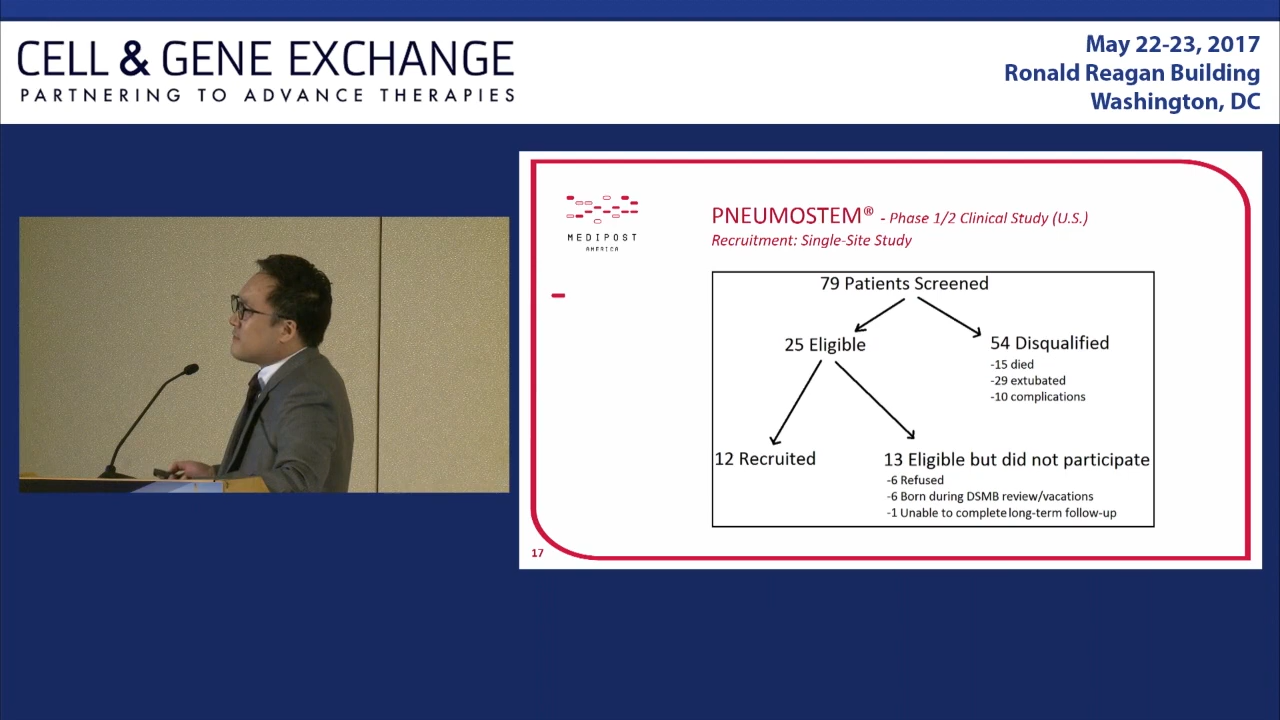 CELL & GENE EXCHANGE
PARTNERING TO ADVANCE THERAPIES
May 22-23, 2017
Ronald Reagan Building
Washington, DC
MEDIPOST
AMERICA
PNEUMOSTEM® - Phase 1/2 Clinical Study (U.S.)
Recruitment: Single-Site Study
79 Patients Screened
25 Eligible
54 Disqualified
-15 died
-29 extubated
-10 complications
12 Recruited
13 Eligible but did not participate
-6 Refused
-6 Born during DSMB review/vacations
-1 Unable to complete long-term follow-up
17